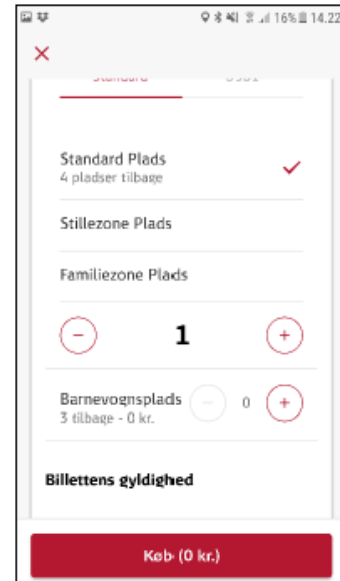 16% 14.22
Standard
Standard Plads
4 pladser tilbage
Stillezone Plads
Familiezone Plads
1
Barnevognsplads
0
3 tilbage - 0 kr.
Billettens gyldighed
Køb (0 kr.)